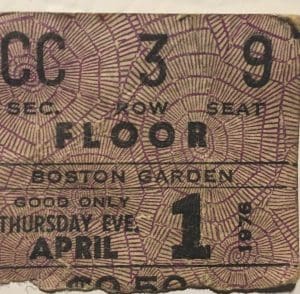 CC 3 9
SEC. ROW SEAT
FLOOR
BOSTON GARDEN
GOOD ONLY
THURSDAY EVE.
APRIL 1 1976